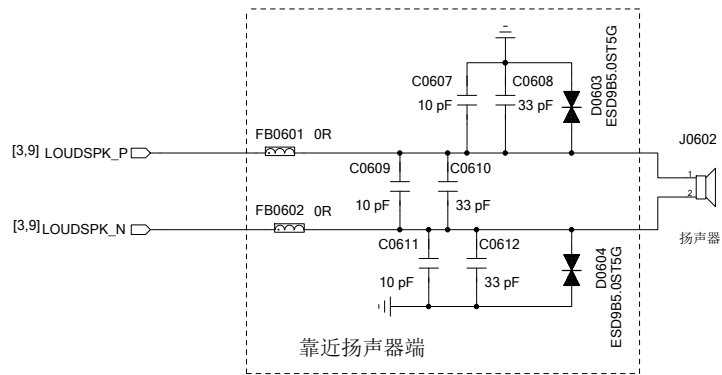 C0607
C0608
10 pF
33 pF
D0603
ESD9B5.0ST5G
FB0601 0R
J0602
[3,9] LOUDSPK_P
1
C0609
C0610
2
10 pF
33 pF
FB0602 0R
[3,9] LOUDSPK_N
扬声器
C0611
C0612
10 pF
33 pF
D0604
ESD9B5.0ST5G
靠近扬声器端